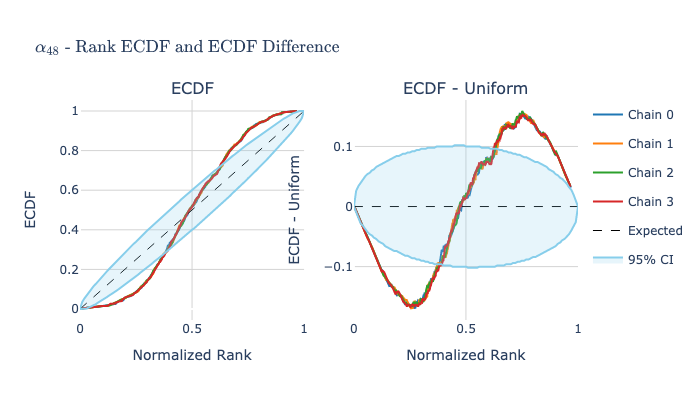 α₄₈ - Rank ECDF and ECDF Difference
ECDF
ECDF - Uniform
1
0.8
0.6
0.4
0.2
0
ECDF
0
0.5
1
Normalized Rank
0.1
0
−0.1
ECDF - Uniform
0
0.5
1
Normalized Rank
Chain 0
Chain 1
Chain 2
Chain 3
Expected
95% CI